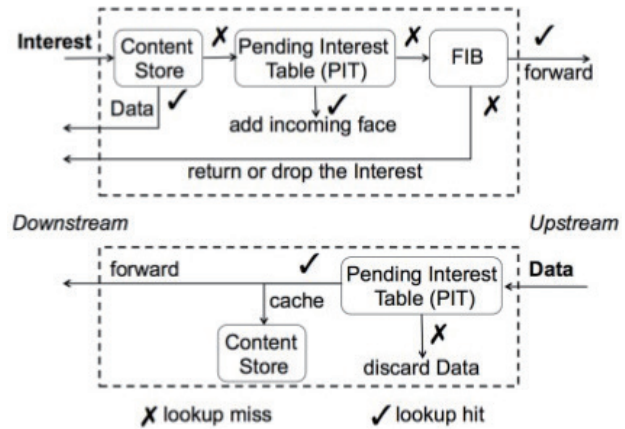 Interest
Content
Store
Pending Interest
Table (PIT)
FIB
forward
Data
add incoming face
return or drop the Interest
Downstream
Upstream
forward
Pending Interest
Table (PIT)
Data
cache
Content
Store
discard Data
✗ lookup miss
✓ lookup hit